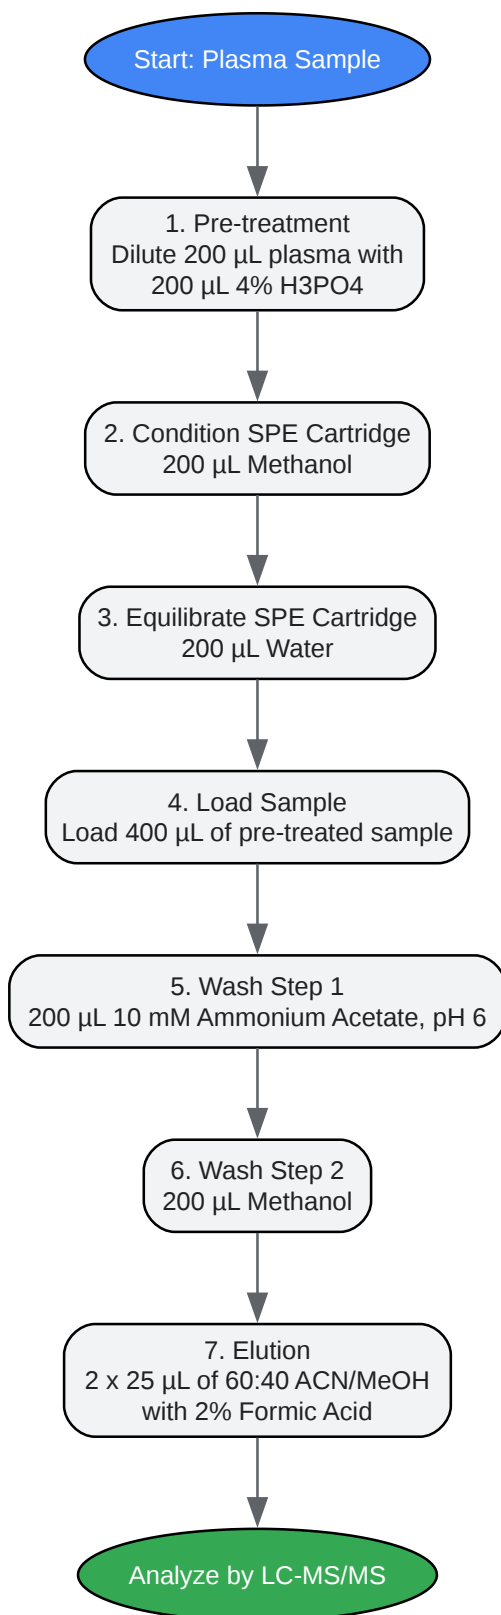 Start: Plasma Sample
1. Pre-treatment
Dilute 200 µL plasma with
200 µL 4% H3PO4
2. Condition SPE Cartridge
200 µL Methanol
3. Equilibrate SPE Cartridge
200 µL Water
4. Load Sample
Load 400 µL of pre-treated sample
5. Wash Step 1
200 µL 10 mM Ammonium Acetate, pH 6
6. Wash Step 2
200 µL Methanol
7. Elution
2 x 25 µL of 60:40 ACN/MeOH
with 2% Formic Acid
Analyze by LC-MS/MS